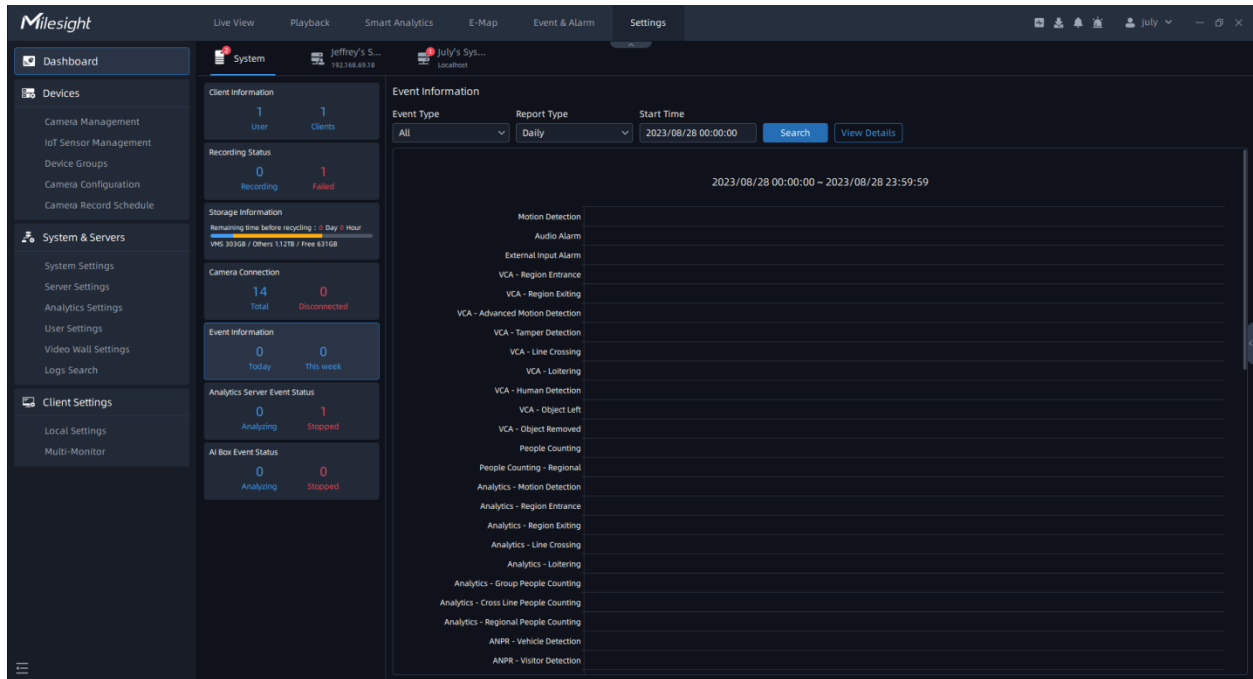 Milesight
Live View Playback Smart Analytics E-Map Event & Alarm Settings july
Dashboard
Devices
Camera Management
IoT Sensor Management
Device Groups
Camera Configuration
Camera Record Schedule
System & Servers
System Settings
Server Settings
Analytics Settings
User Settings
Video Wall Settings
Logs Search
Client Settings
Local Settings
Multi-Monitor
2 System
Jeffrey's S...
192.168.69.18
1 July's Sys...
Localhost
Client Information
1 1
User Clients
Recording Status
0 1
Recording Failed
Storage Information
Remaining time before recycling : 0 Day 0 Hour
VMS 303GB / Others 1.12TB / Free 631GB
Camera Connection
14 0
Total Disconnected
Event Information
0 0
Today This week
Analytics Server Event Status
0 1
Analyzing Stopped
AI Box Event Status
0 0
Analyzing Stopped
Event Information
Event Type Report Type Start Time
All Daily 2023/08/28 00:00:00 Search View Details
2023/08/28 00:00:00 ~ 2023/08/28 23:59:59
Motion Detection
Audio Alarm
External Input Alarm
VCA - Region Entrance
VCA - Region Exiting
VCA - Advanced Motion Detection
VCA - Tamper Detection
VCA - Line Crossing
VCA - Loitering
VCA - Human Detection
VCA - Object Left
VCA - Object Removed
People Counting
People Counting - Regional
Analytics - Motion Detection
Analytics - Region Entrance
Analytics - Region Exiting
Analytics - Line Crossing
Analytics - Loitering
Analytics - Group People Counting
Analytics - Cross Line People Counting
Analytics - Regional People Counting
ANPR - Vehicle Detection
ANPR - Visitor Detection